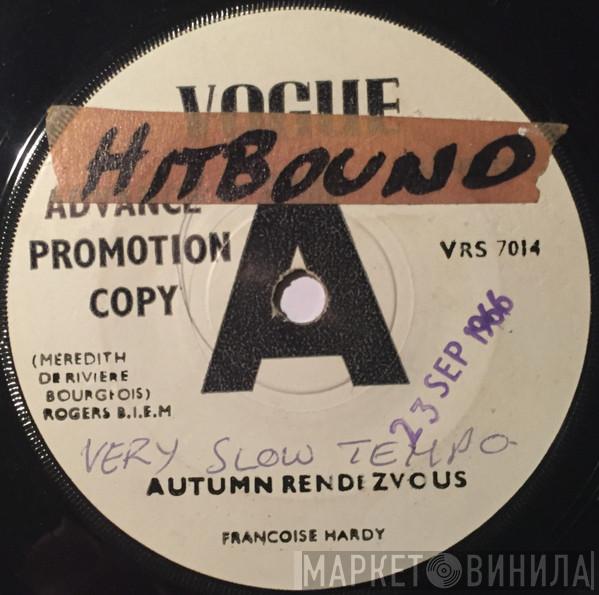 VOGUE
HITBOUND
ADVANCE
PROMOTION
COPY
A
VRS 7014
(MEREDITH
DE RIVIERE
BOURGEOIS)
ROGERS B.I.E.M
23 SEP 1966
VERY SLOW TEMPO
AUTUMN RENDEZVOUS
FRANCOISE HARDY
МАРКЕТ ВИНИЛА